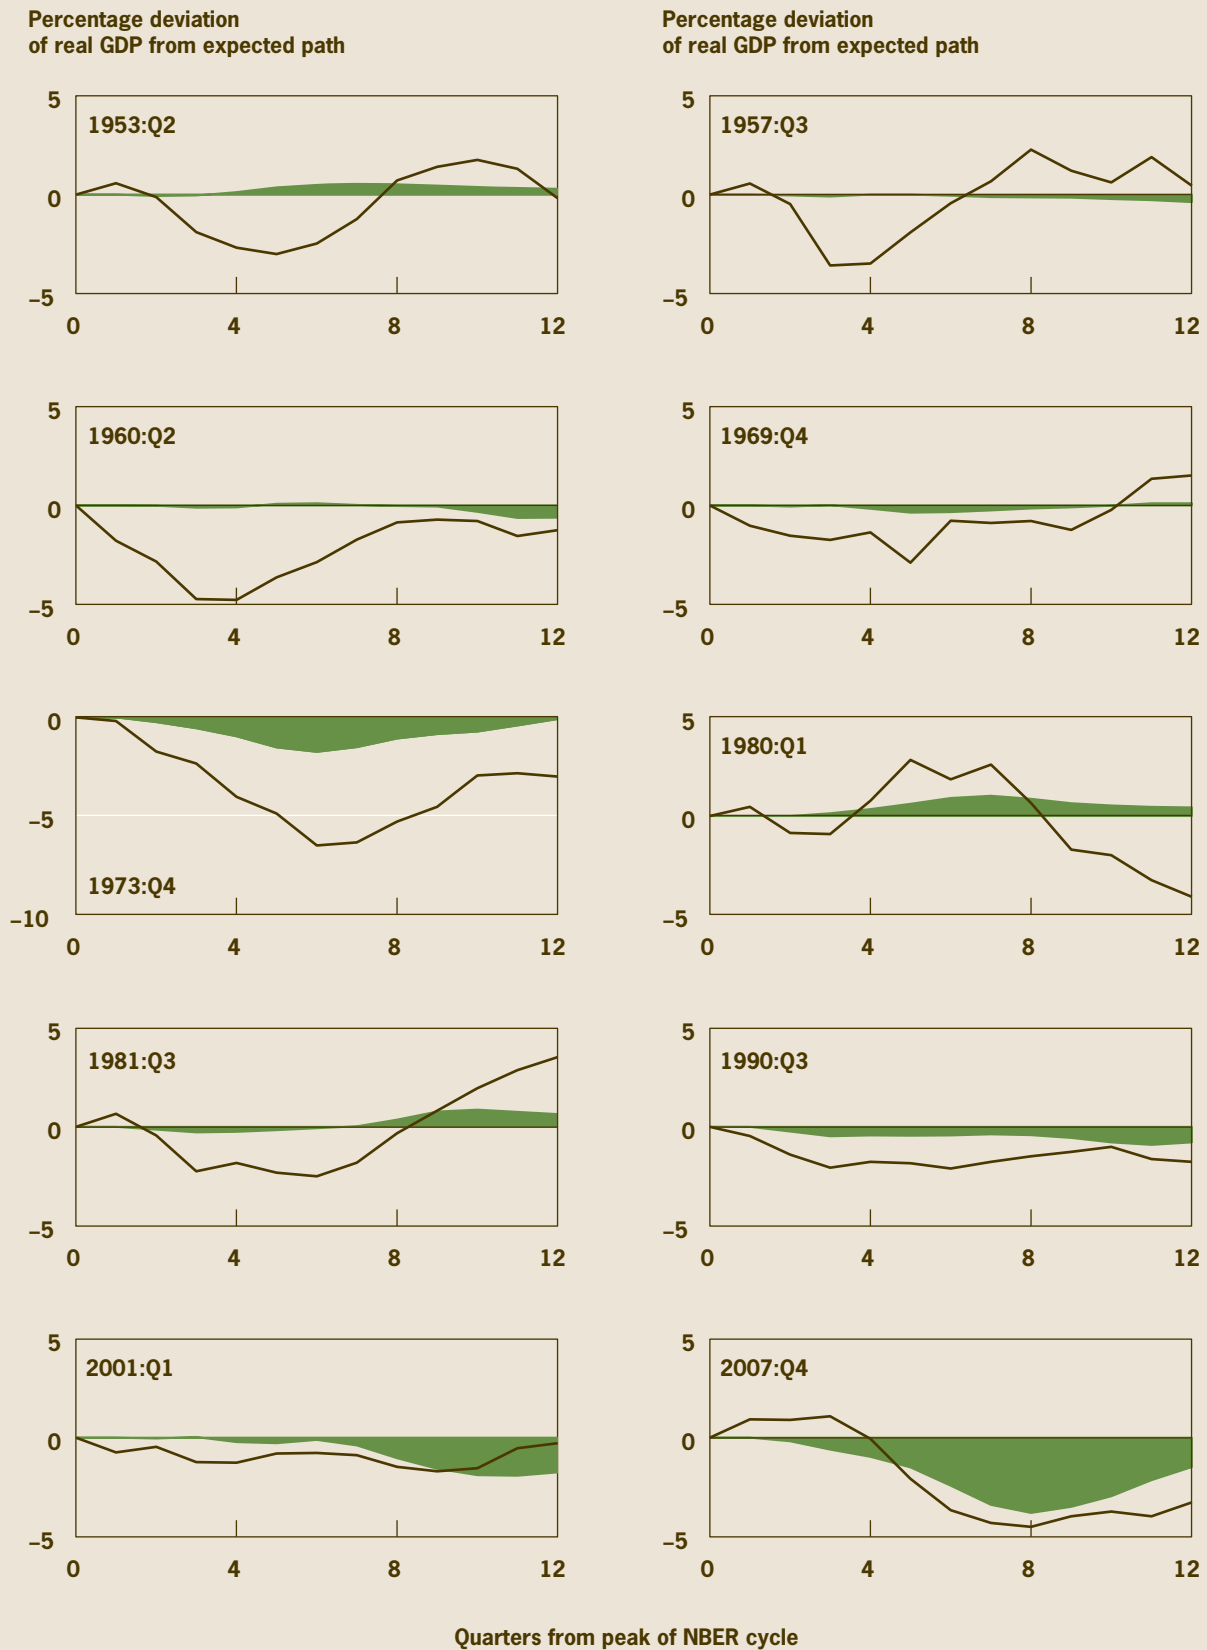 Percentage deviation
of real GDP from expected path
Percentage deviation
of real GDP from expected path
5
1953:Q2
0
–5
0 4 8 12
5
1957:Q3
0
–5
0 4 8 12
5
1960:Q2
0
–5
0 4 8 12
5
1969:Q4
0
–5
0 4 8 12
0
–5
1973:Q4
–10
0 4 8 12
5
1980:Q1
0
–5
0 4 8 12
5
1981:Q3
0
–5
0 4 8 12
5
1990:Q3
0
–5
0 4 8 12
5
2001:Q1
0
–5
0 4 8 12
5
2007:Q4
0
–5
0 4 8 12
Quarters from peak of NBER cycle